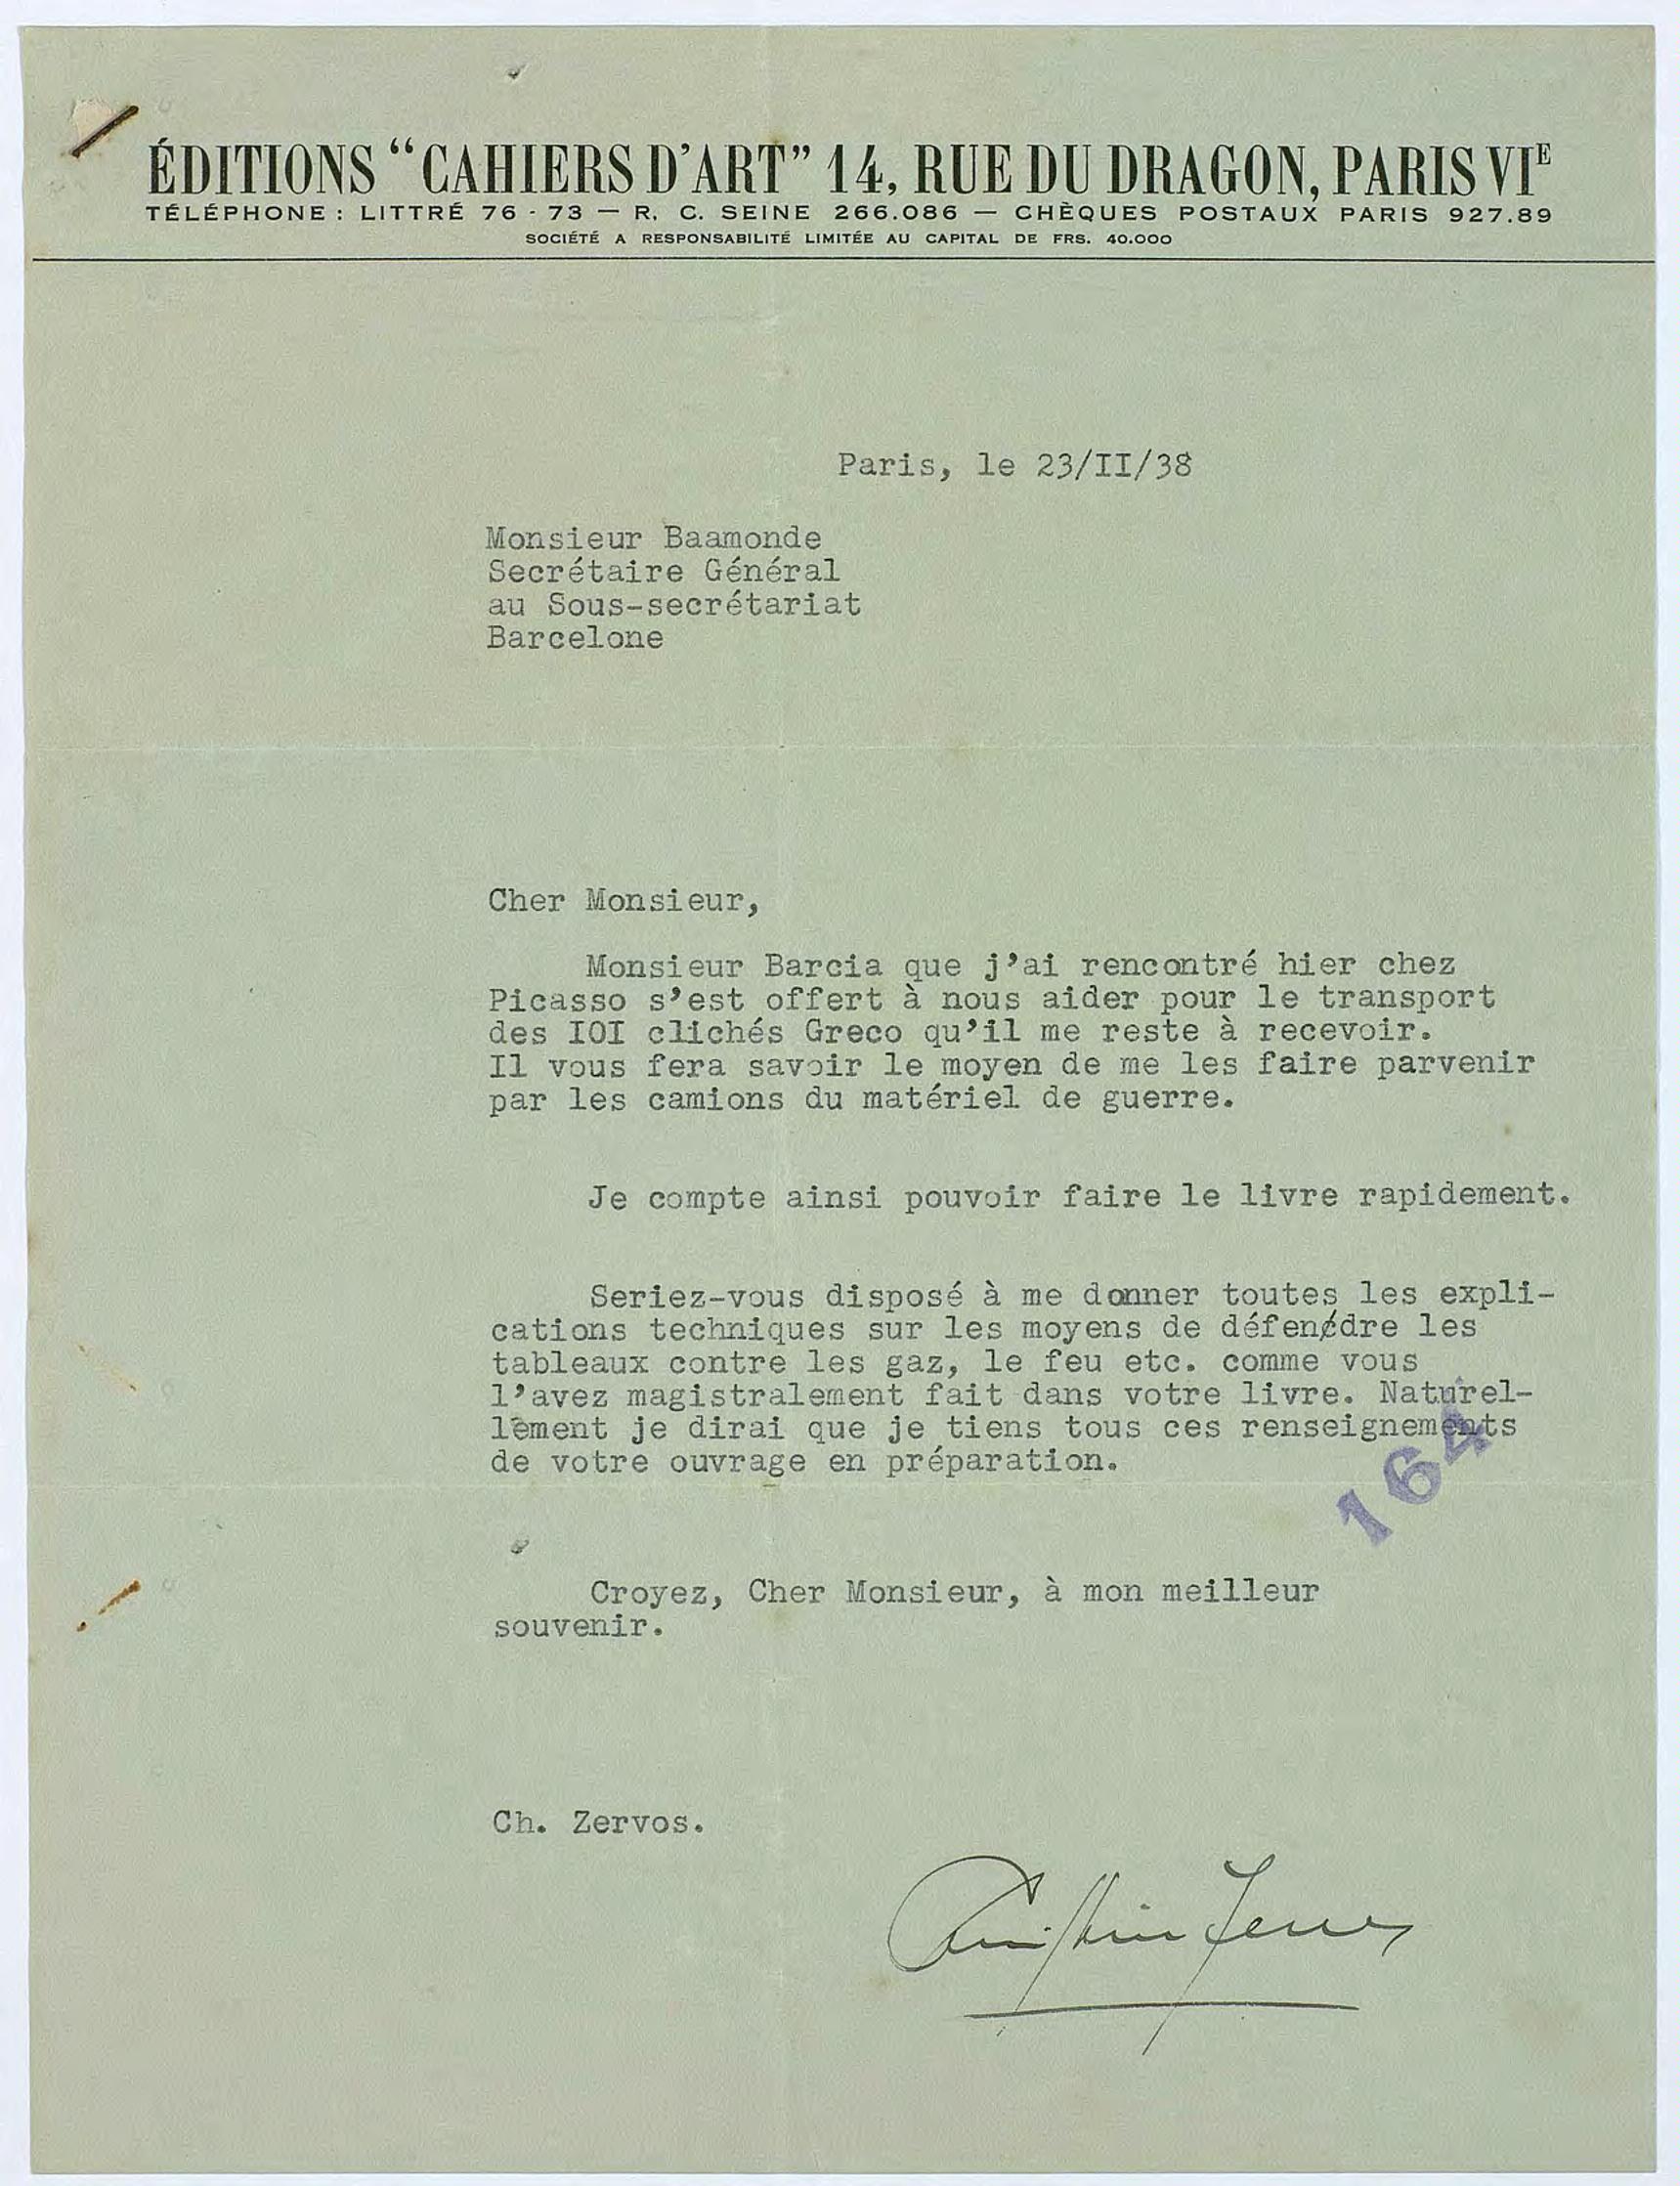 ÉDITIONS “CAHIERS D’ART” 14, RUE DU DRAGON, PARIS VIE
TÉLÉPHONE : LITTRÉ 76 - 73 — R. C. SEINE 266.086 — CHÈQUES POSTAUX PARIS 927.89
SOCIÉTÉ A RESPONSABILITÉ LIMITÉE AU CAPITAL DE FRS. 40.000
Paris, le 23/II/38
Monsieur Baamonde
Secrétaire Général
au Sous-secrétariat
Barcelone
Cher Monsieur,
Monsieur Barcia que j’ai rencontré hier chez
Picasso s’est offert à nous aider pour le transport
des IOI clichés Greco qu’il me reste à recevoir.
Il vous fera savoir le moyen de me les faire parvenir
par les camions du matériel de guerre.
Je compte ainsi pouvoir faire le livre rapidement.
Seriez-vous disposé à me donner toutes les expli-
cations techniques sur les moyens de défendre les
tableaux contre les gaz, le feu etc. comme vous
l’avez magistralement fait dans votre livre. Naturel-
lement je dirai que je tiens tous ces renseignements
de votre ouvrage en préparation.
164
Croyez, Cher Monsieur, à mon meilleur
souvenir.
Ch. Zervos.
Christian Zervos